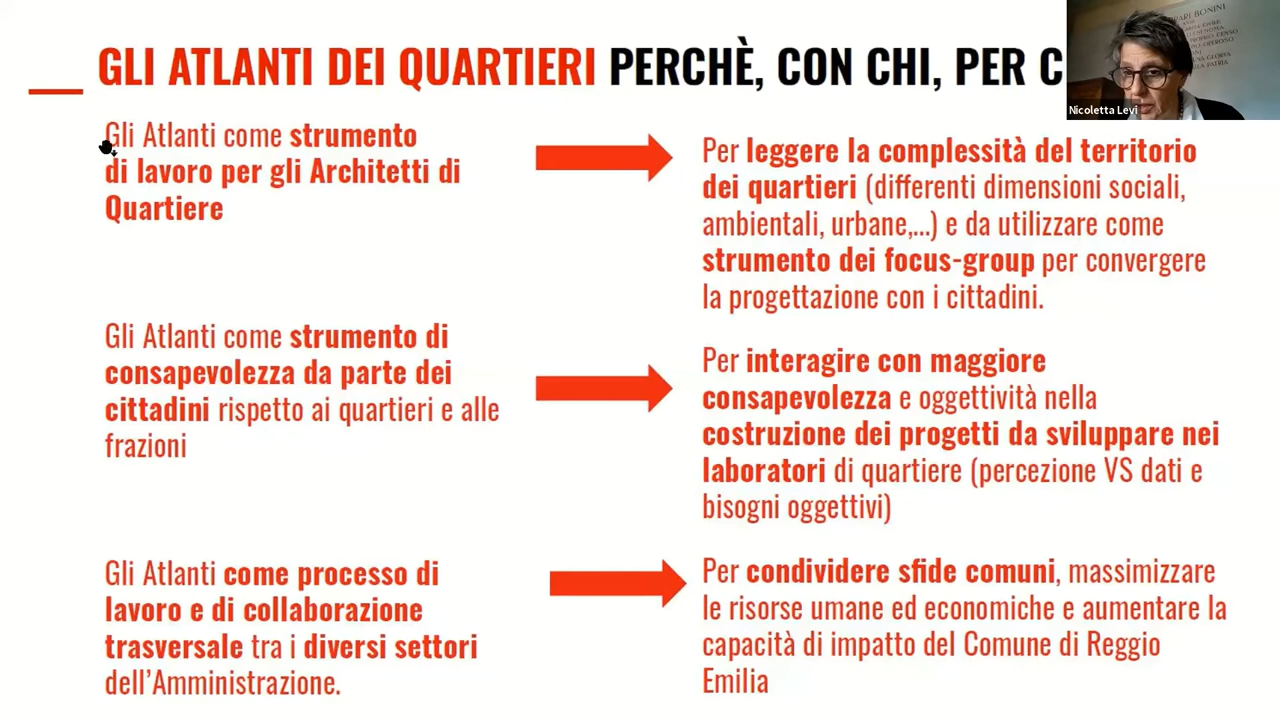 GLI ATLANTI DEI QUARTIERI PERCHÈ, CON CHI, PER C
Nicoletta Levi
Gli Atlanti come strumento
di lavoro per gli Architetti di
Quartiere
Per leggere la complessità del territorio
dei quartieri (differenti dimensioni sociali,
ambientali, urbane,...) e da utilizzare come
strumento dei focus-group per convergere
la progettazione con i cittadini.
Gli Atlanti come strumento di
consapevolezza da parte dei
cittadini rispetto ai quartieri e alle
frazioni
Per interagire con maggiore
consapevolezza e oggettività nella
costruzione dei progetti da sviluppare nei
laboratori di quartiere (percezione VS dati e
bisogni oggettivi)
Gli Atlanti come processo di
lavoro e di collaborazione
trasversale tra i diversi settori
dell’Amministrazione.
Per condividere sfide comuni, massimizzare
le risorse umane ed economiche e aumentare la
capacità di impatto del Comune di Reggio
Emilia